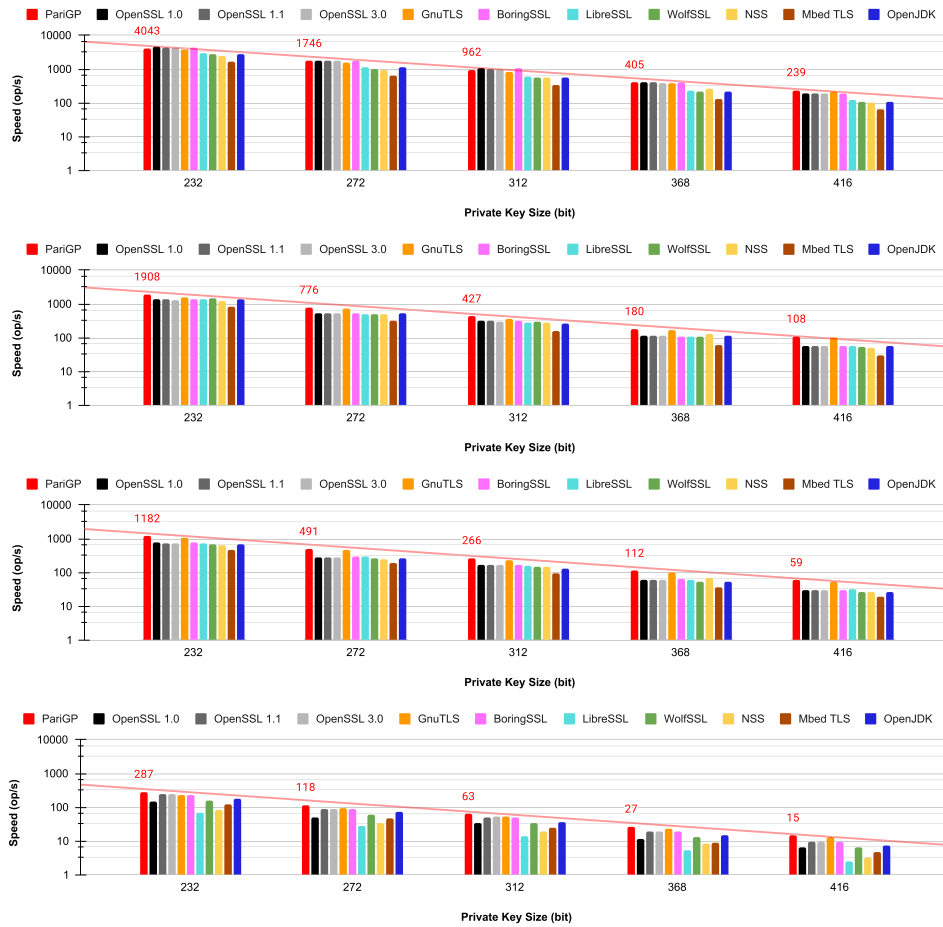 PariGP OpenSSL 1.0 OpenSSL 1.1 OpenSSL 3.0 GnuTLS BoringSSL LibreSSL WolfSSL NSS Mbed TLS OpenJDK
Speed (op/s)
10000
1000
100
10
1
4043 1746 962 405 239
232 272 312 368 416
Private Key Size (bit)
PariGP OpenSSL 1.0 OpenSSL 1.1 OpenSSL 3.0 GnuTLS BoringSSL LibreSSL WolfSSL NSS Mbed TLS OpenJDK
Speed (op/s)
10000
1000
100
10
1
1908 776 427 180 108
232 272 312 368 416
Private Key Size (bit)
PariGP OpenSSL 1.0 OpenSSL 1.1 OpenSSL 3.0 GnuTLS BoringSSL LibreSSL WolfSSL NSS Mbed TLS OpenJDK
Speed (op/s)
10000
1000
100
10
1
1182 491 266 112 59
232 272 312 368 416
Private Key Size (bit)
PariGP OpenSSL 1.0 OpenSSL 1.1 OpenSSL 3.0 GnuTLS BoringSSL LibreSSL WolfSSL NSS Mbed TLS OpenJDK
Speed (op/s)
10000
1000
100
10
1
287 118 63 27 15
232 272 312 368 416
Private Key Size (bit)